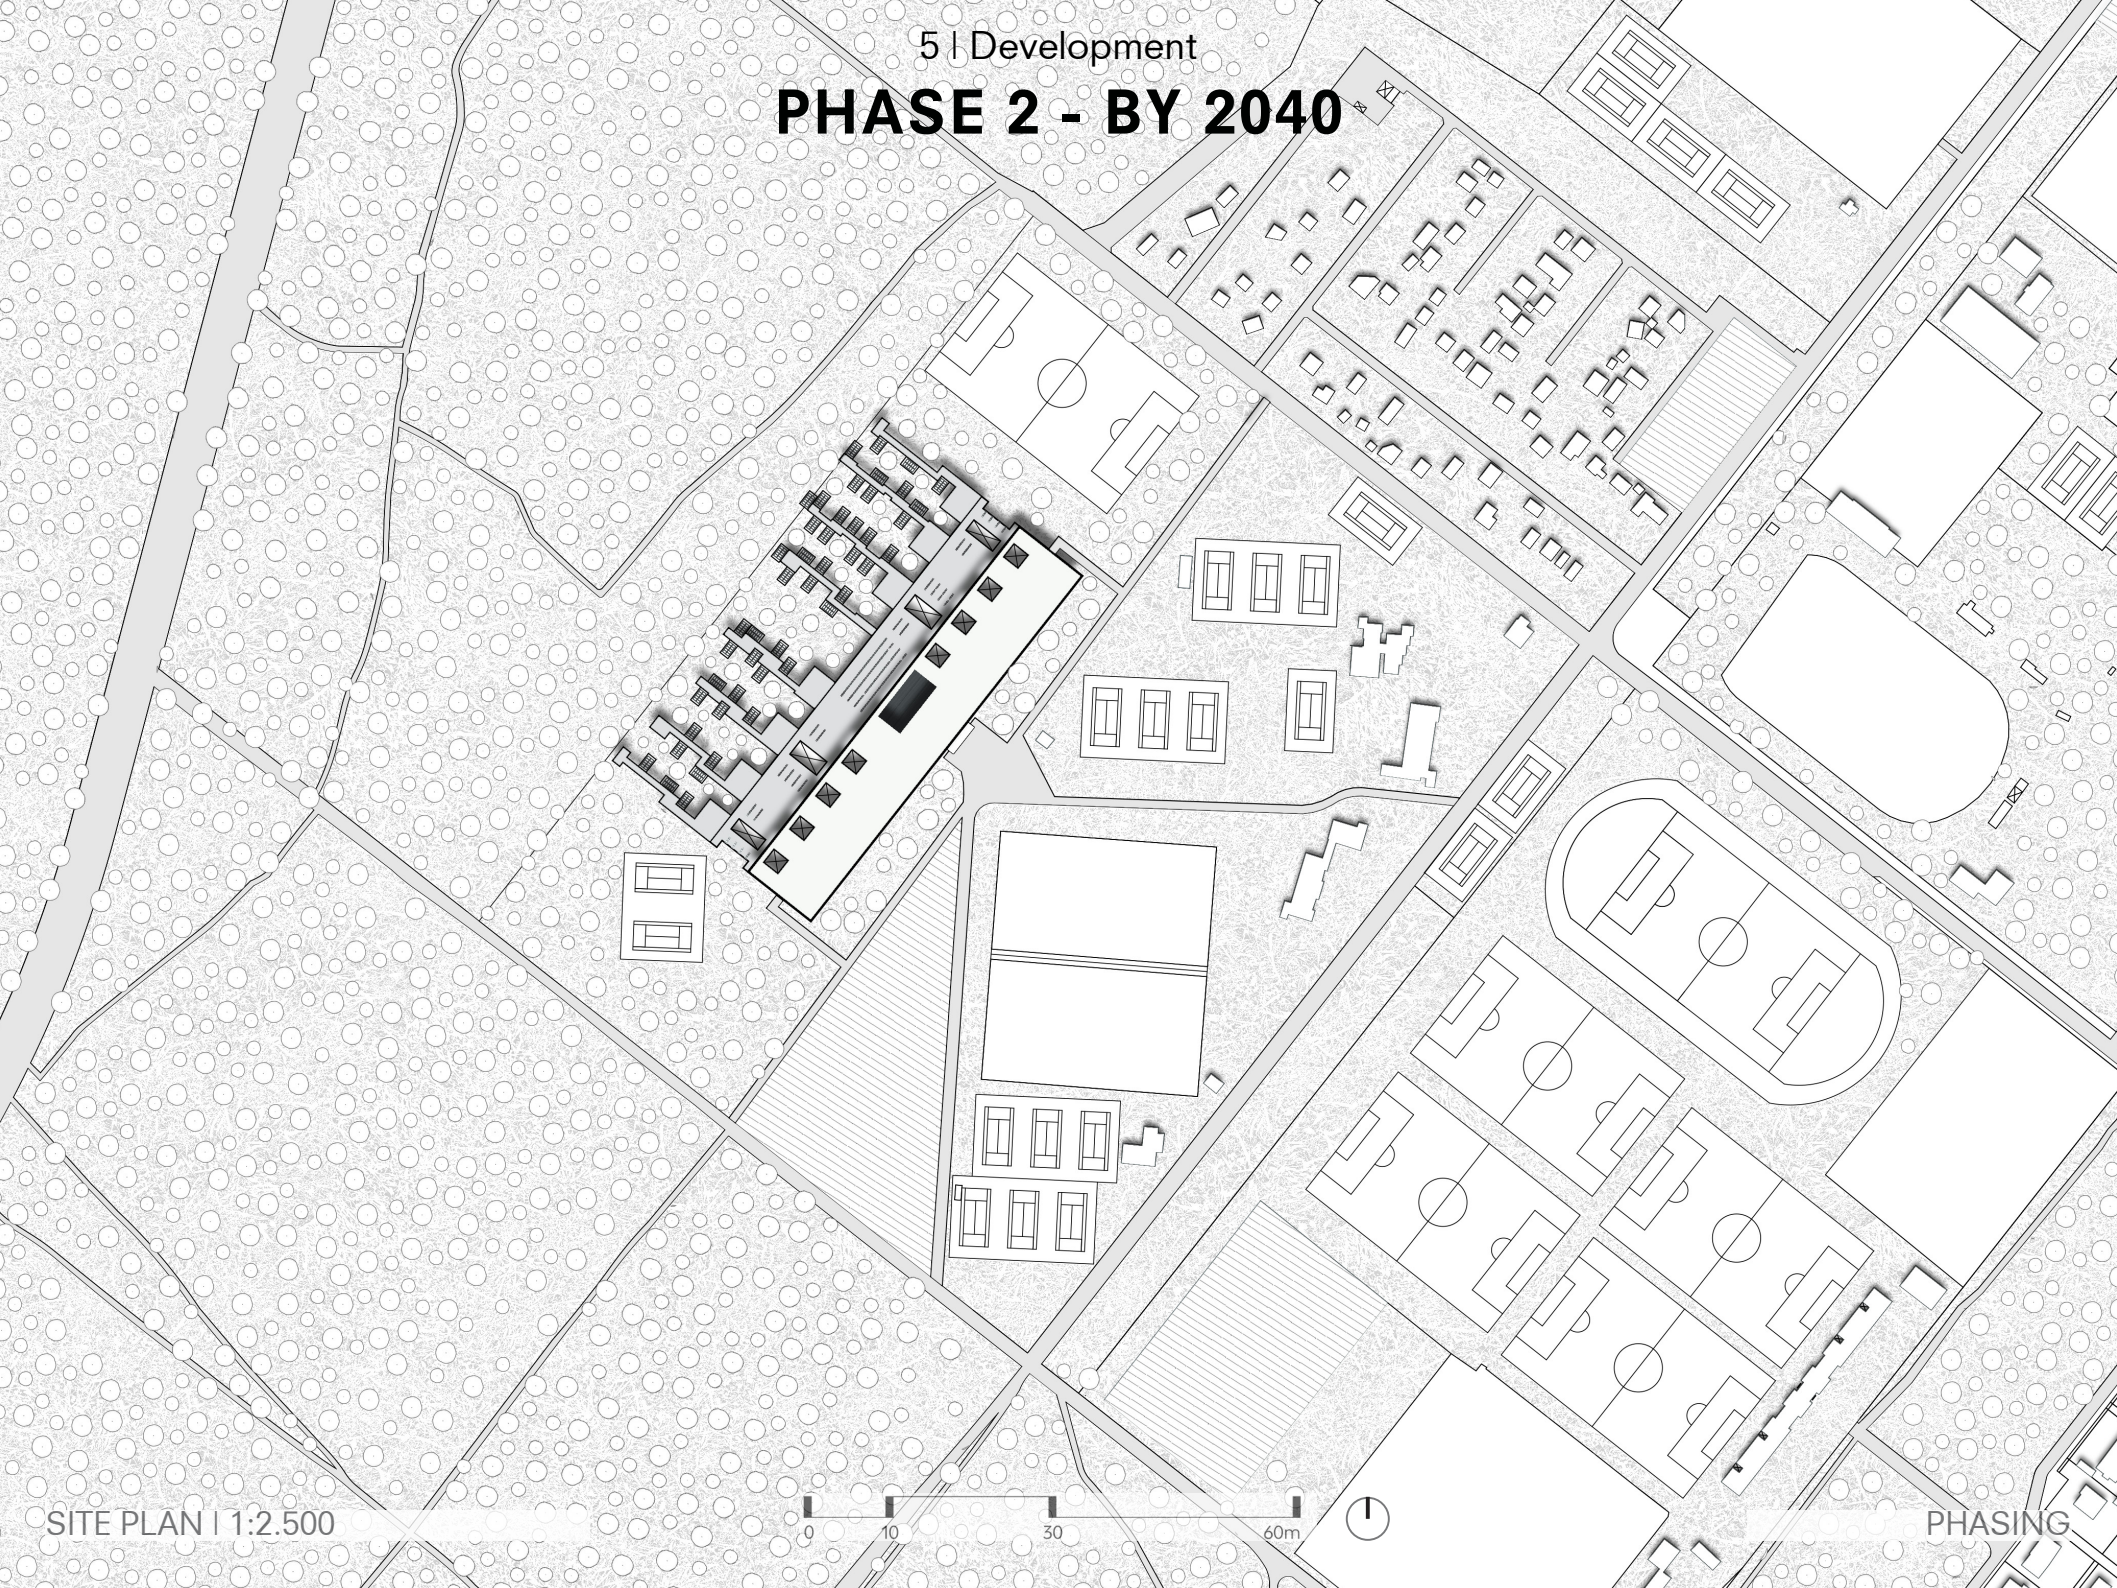 5 | Development
PHASE 2 - BY 2040
0 10 30 60m
SITE PLAN | 1:2.500
PHASING